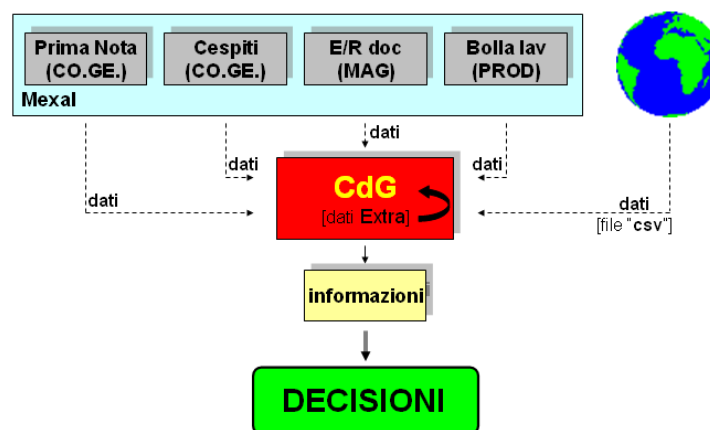 Prima Nota
(CO.GE.)
Cespiti
(CO.GE.)
E/R doc
(MAG)
Bolla lav
(PROD)
Mexal
dati
dati
dati
dati
dati
[file "csv"]
CdG
[dati Extra]
informazioni
DECISIONI